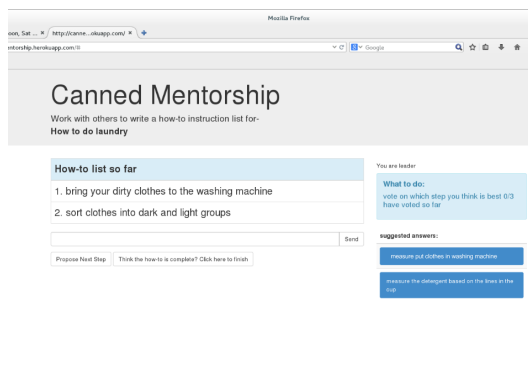 Mozilla Firefox
oon, Sat ... × http://canne...okuapp.com/ ×
entorship.herokuapp.com/#
Google
Canned Mentorship
Work with others to write a how-to instruction list for-
How to do laundry
How-to list so far
1. bring your dirty clothes to the washing machine
2. sort clothes into dark and light groups
Send
Propose Next Step Think the how-to is complete? Click here to finish
You are leader
What to do:
vote on which step you think is best 0/3
have voted so far
suggested answers:
measure put clothes in washing machine
measure the detergent based on the lines in the
cup